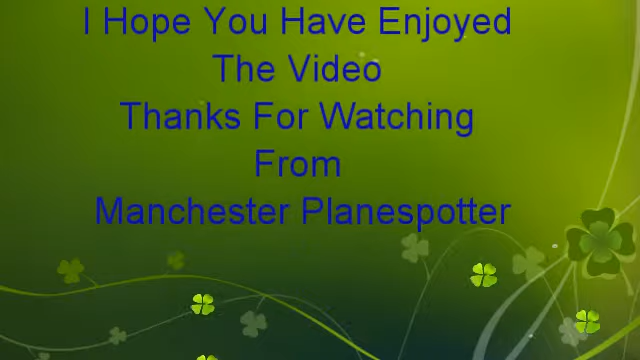 I Hope You Have Enjoyed
The Video
Thanks For Watching
From
Manchester Planespotter